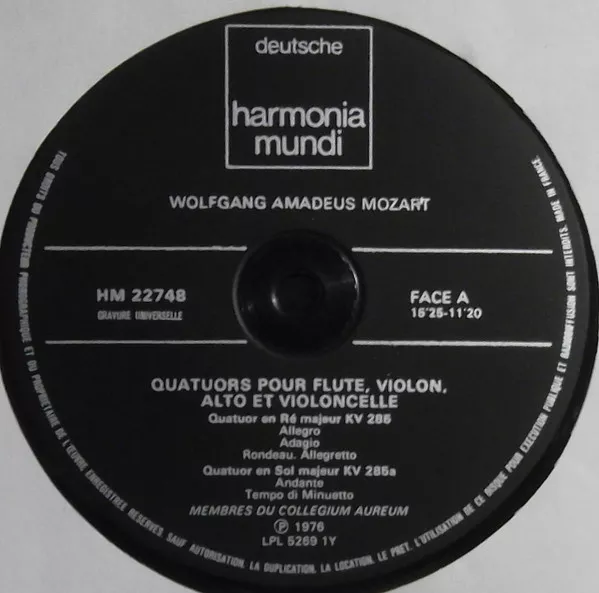 deutsche
harmonia
mundi
WOLFGANG AMADEUS MOZART
HM 22748
GRAVURE UNIVERSELLE
FACE A
15'25-11'20
QUATUORS POUR FLUTE, VIOLON,
ALTO ET VIOLONCELLE
Quatuor en Ré majeur KV 285
Allegro
Adagio
Rondeau. Allegretto
Quatuor en Sol majeur KV 285a
Andante
Tempo di Minuetto
MEMBRES DU COLLEGIUM AUREUM
℗ 1976
LPL 5269 1Y
TOUS DROITS DU PRODUCTEUR PHONOGRAPHIQUE ET DU PROPRIETAIRE DE L'ŒUVRE ENREGISTREE RESERVES. SAUF AUTORISATION, LA DUPLICATION, LA LOCATION, LE PRET, L'UTILISATION DE CE DISQUE POUR EXECUTION PUBLIQUE ET RADIODIFFUSION SONT INTERDITS. MADE IN FRANCE.